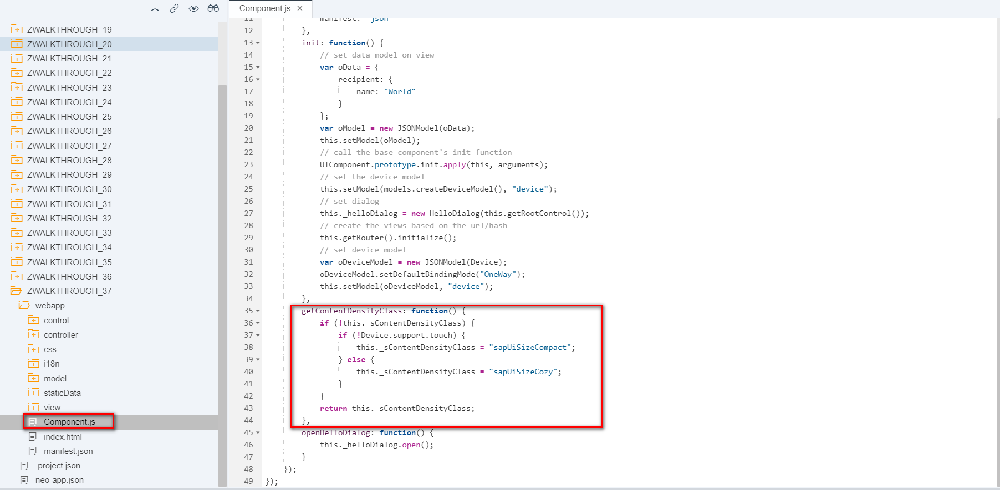 ZWALKTHROUGH_19
ZWALKTHROUGH_20
ZWALKTHROUGH_21
ZWALKTHROUGH_22
ZWALKTHROUGH_23
ZWALKTHROUGH_24
ZWALKTHROUGH_25
ZWALKTHROUGH_26
ZWALKTHROUGH_27
ZWALKTHROUGH_28
ZWALKTHROUGH_29
ZWALKTHROUGH_30
ZWALKTHROUGH_31
ZWALKTHROUGH_32
ZWALKTHROUGH_33
ZWALKTHROUGH_34
ZWALKTHROUGH_35
ZWALKTHROUGH_36
ZWALKTHROUGH_37
webapp
control
controller
css
i18n
model
staticData
view
Component.js
index.html
manifest.json
.project.json
neo-app.json
Component.js ×
11 manifest: "json"
12 },
13 init: function() {
14 // set data model on view
15 var oData = {
16 recipient: {
17 name: "World"
18 }
19 };
20 var oModel = new JSONModel(oData);
21 this.setModel(oModel);
22 // call the base component's init function
23 UIComponent.prototype.init.apply(this, arguments);
24 // set the device model
25 this.setModel(models.createDeviceModel(), "device");
26 // set dialog
27 this._helloDialog = new HelloDialog(this.getRootControl());
28 // create the views based on the url/hash
29 this.getRouter().initialize();
30 // set device model
31 var oDeviceModel = new JSONModel(Device);
32 oDeviceModel.setDefaultBindingMode("OneWay");
33 this.setModel(oDeviceModel, "device");
34 },
35 getContentDensityClass: function() {
36 if (!this._sContentDensityClass) {
37 if (!Device.support.touch) {
38 this._sContentDensityClass = "sapUiSizeCompact";
39 } else {
40 this._sContentDensityClass = "sapUiSizeCozy";
41 }
42 }
43 return this._sContentDensityClass;
44 },
45 openHelloDialog: function() {
46 this._helloDialog.open();
47 }
48 });
49 });